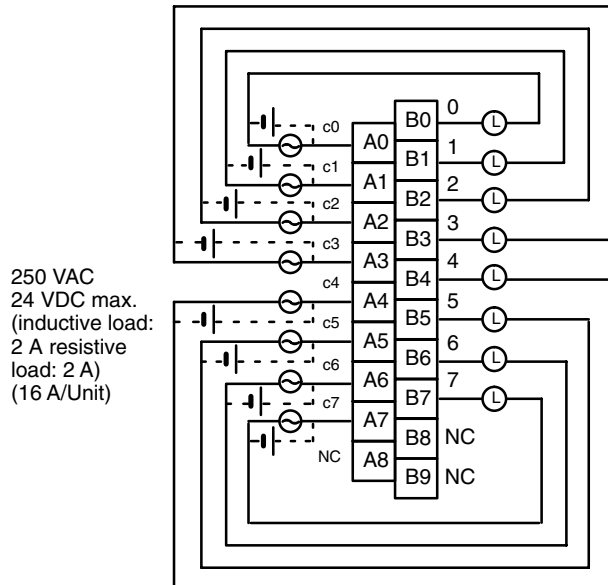 0
c0
B0
L
A0
1
c1
B1
L
A1
2
c2
B2
L
A2
3
c3
B3
L
A3
4
c4
B4
L
A4
5
c5
B5
L
A5
6
c6
B6
L
A6
7
c7
B7
L
A7
B8 NC
NC
A8
B9 NC
250 VAC
24 VDC max.
(inductive load:
2 A resistive
load: 2 A)
(16 A/Unit)